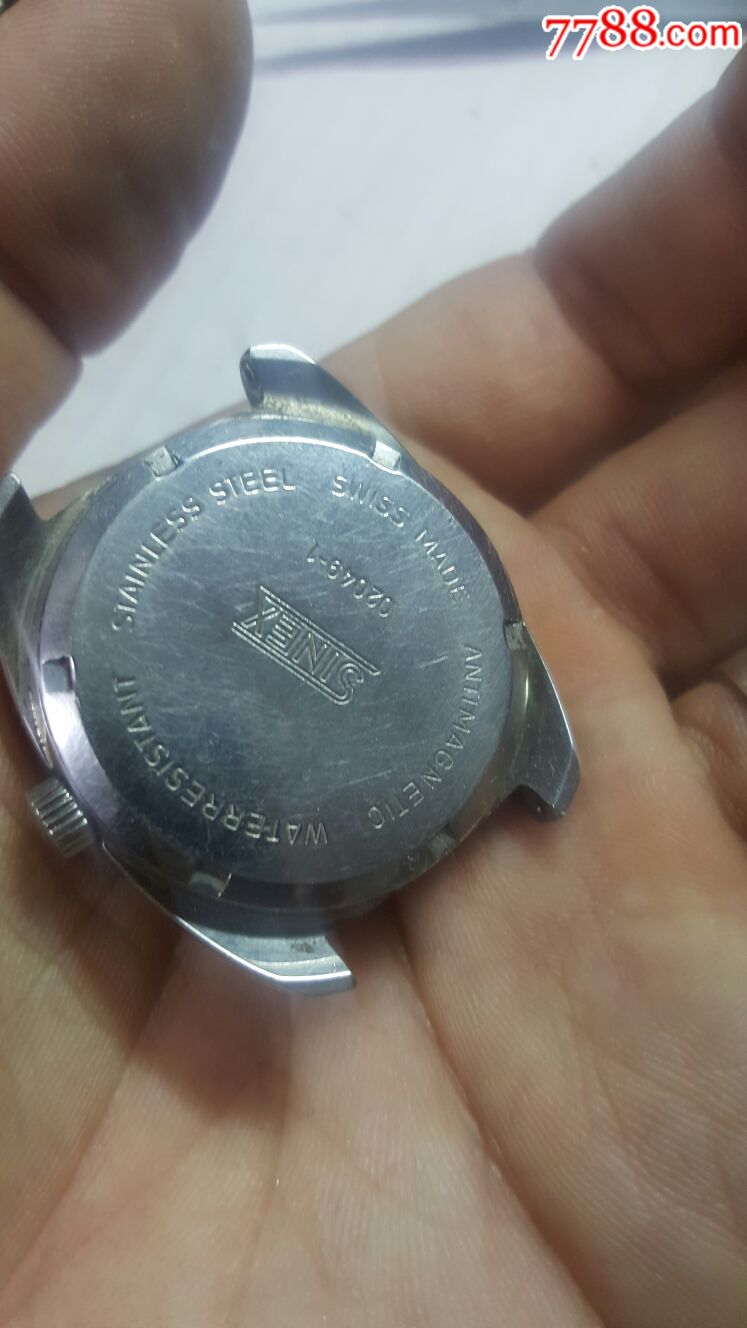 7788.com
STAINLESS STEEL SWISS MADE ANTIMAGNETIC WATERRESISTANT
02049-1
SINEX